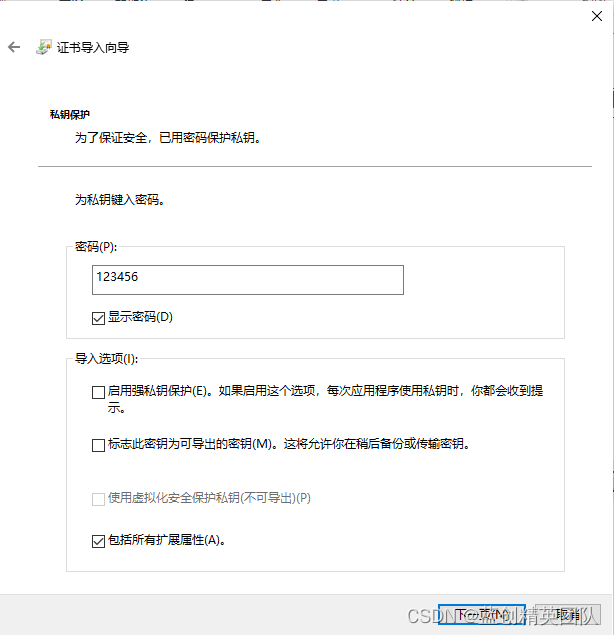 证书导入向导
私钥保护
为了保证安全，已用密码保护私钥。
为私钥键入密码。
密码(P):
123456
显示密码(D)
导入选项(I):
启用强私钥保护(E)。如果启用这个选项，每次应用程序使用私钥时，你都会收到提
示。
标志此密钥为可导出的密钥(M)。这将允许你在稍后备份或传输密钥。
使用虚拟化安全保护私钥(不可导出)(P)
包括所有扩展属性(A)。
下一页(N)
取消
CSDN @蓝创精英团队